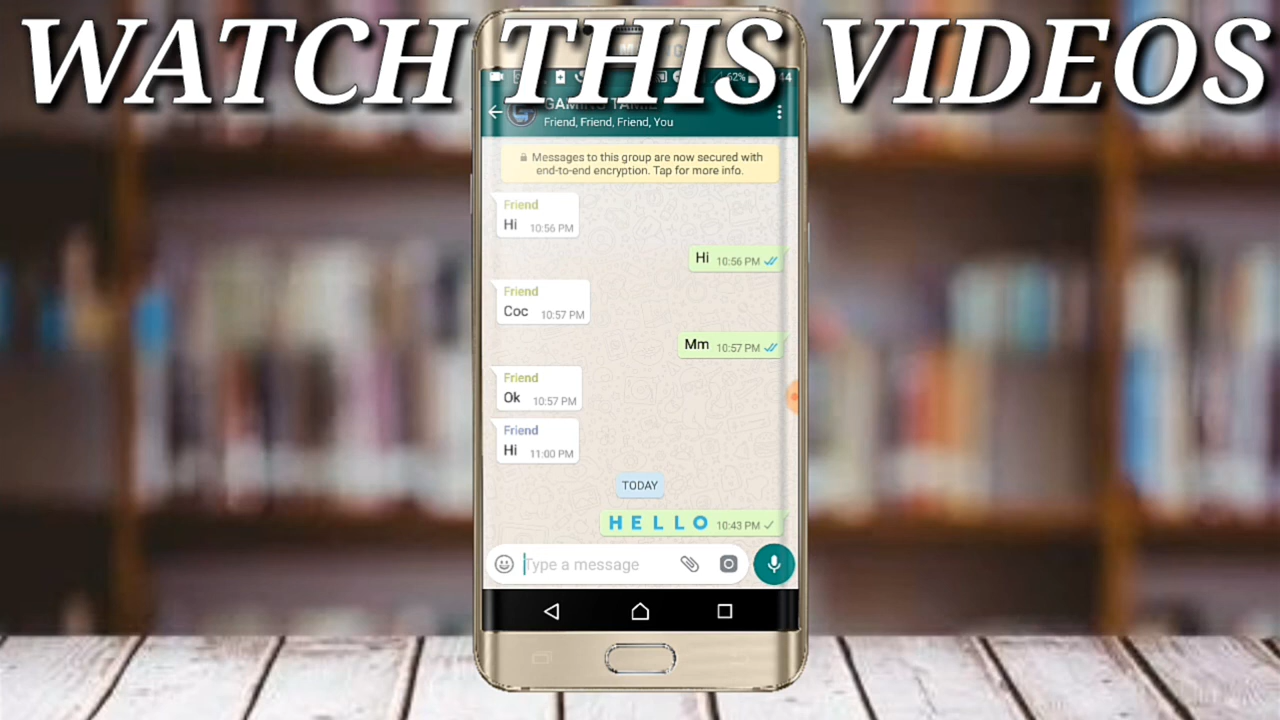 WATCH THIS VIDEOS
62%
Friend, Friend, Friend, You
Messages to this group are now secured with
end-to-end encryption. Tap for more info.
Friend
Hi 10:56 PM
Hi 10:56 PM
Friend
Coc 10:57 PM
Mm 10:57 PM
Friend
Ok 10:57 PM
Friend
Hi 11:00 PM
TODAY
H E L L O 10:43 PM
Type a message